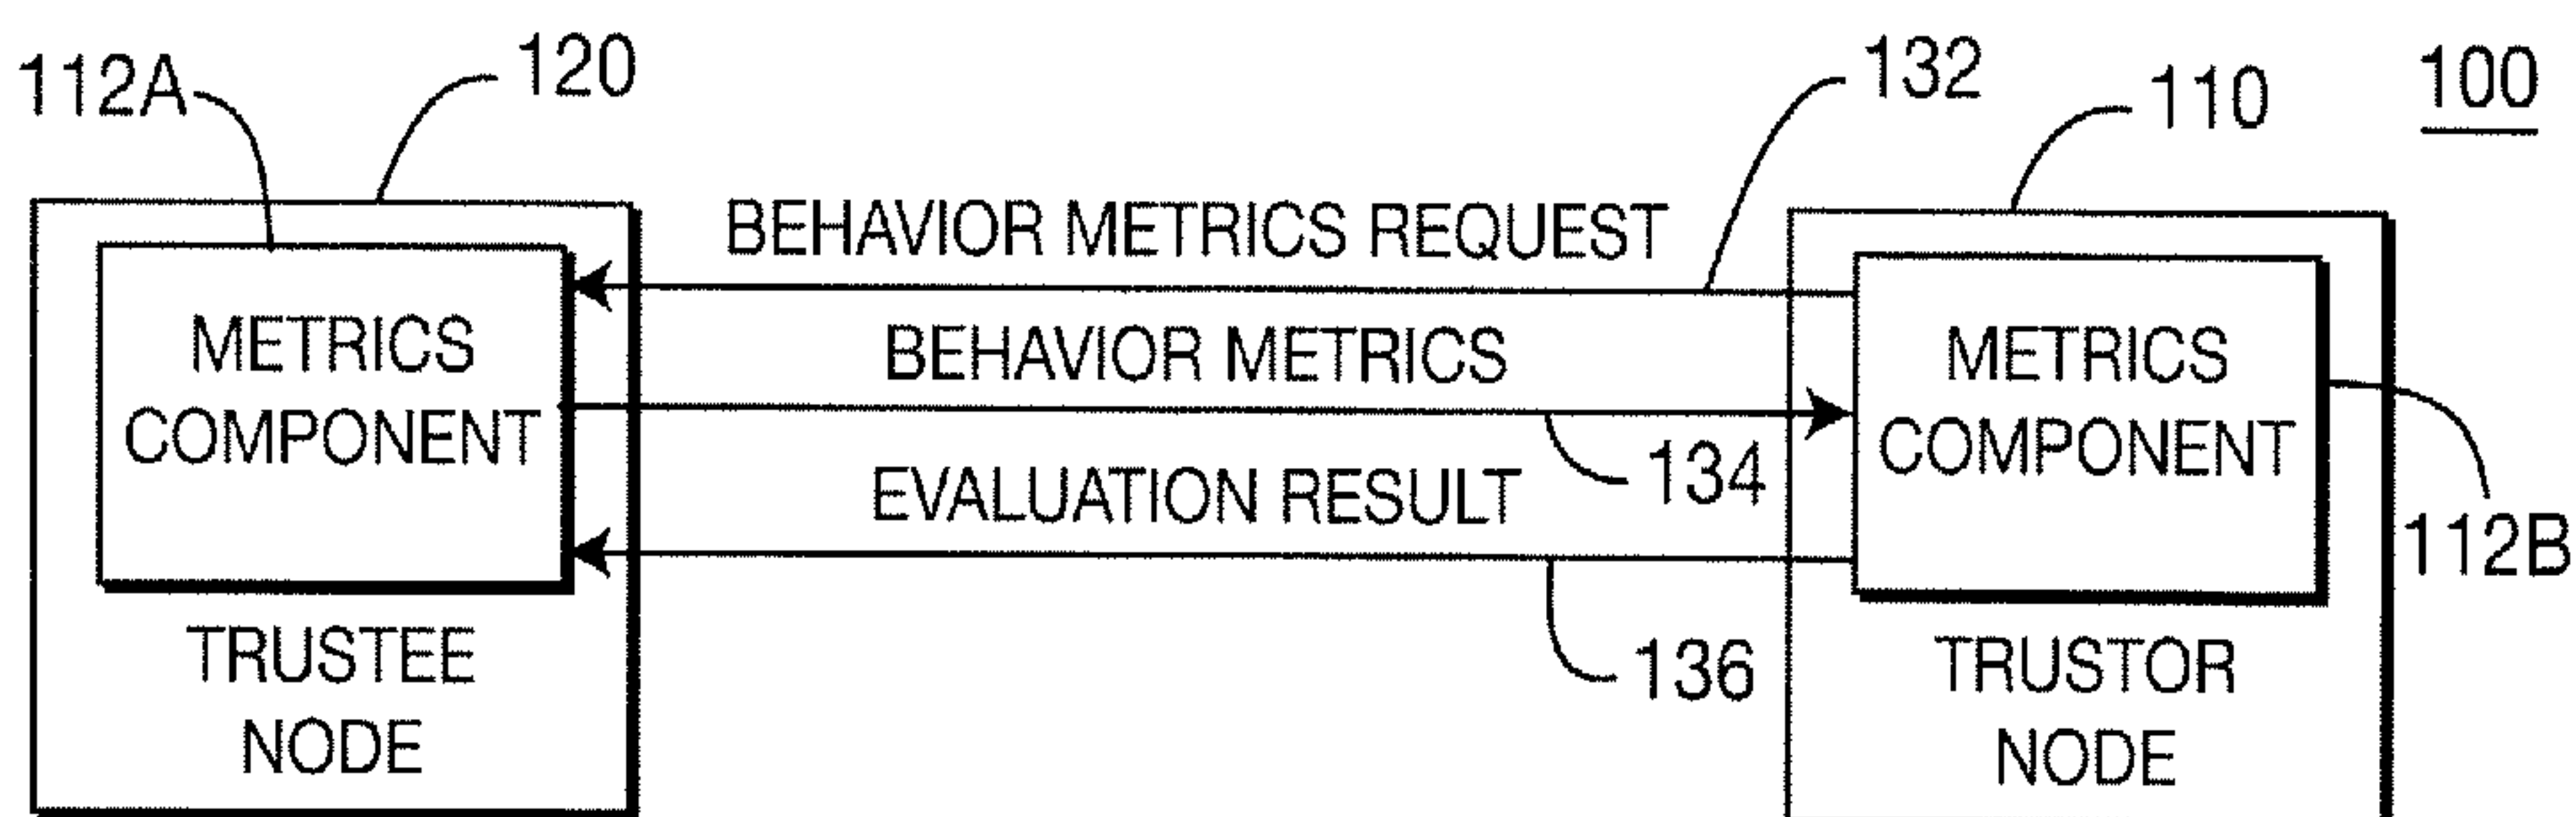 112A
120
132
110
100
BEHAVIOR METRICS REQUEST
METRICS
COMPONENT
BEHAVIOR METRICS
METRICS
COMPONENT
134
EVALUATION RESULT
112B
136
TRUSTEE
NODE
TRUSTOR
NODE